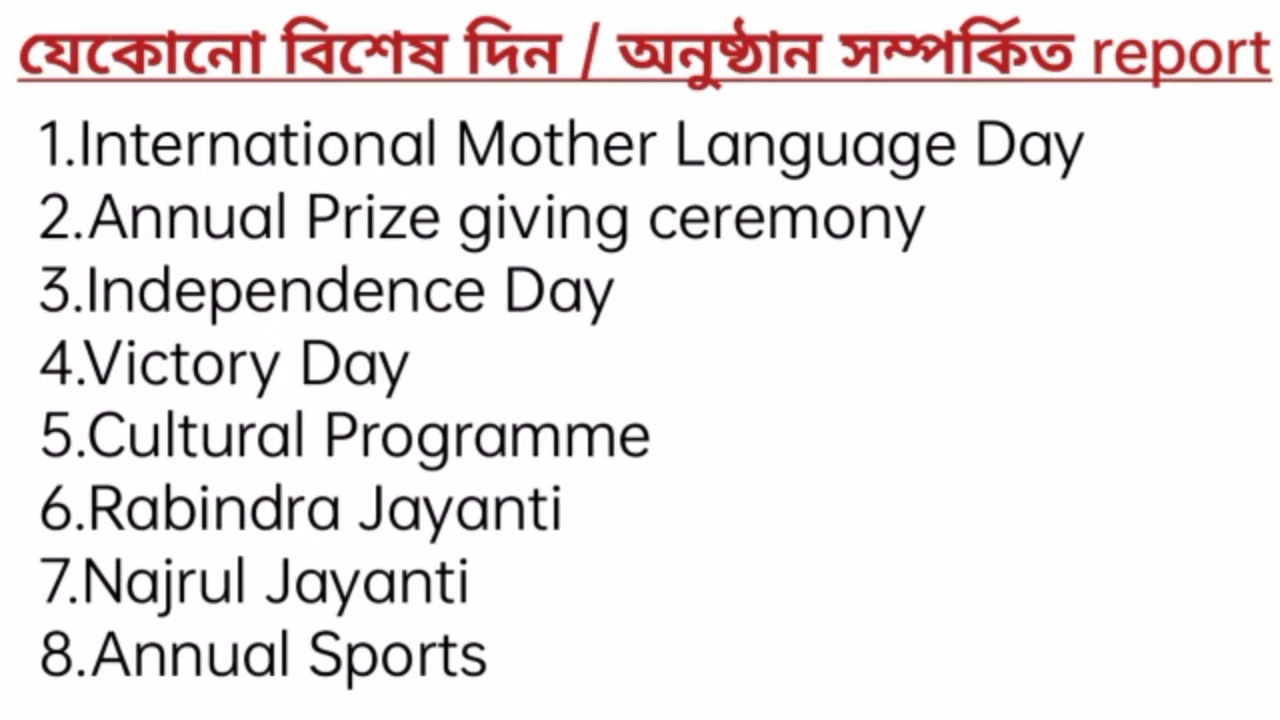 যেকোনো বিশেষ দিন / অনুষ্ঠান সম্পর্কিত report
1.International Mother Language Day
2.Annual Prize giving ceremony
3.Independence Day
4.Victory Day
5.Cultural Programme
6.Rabindra Jayanti
7.Najrul Jayanti
8.Annual Sports